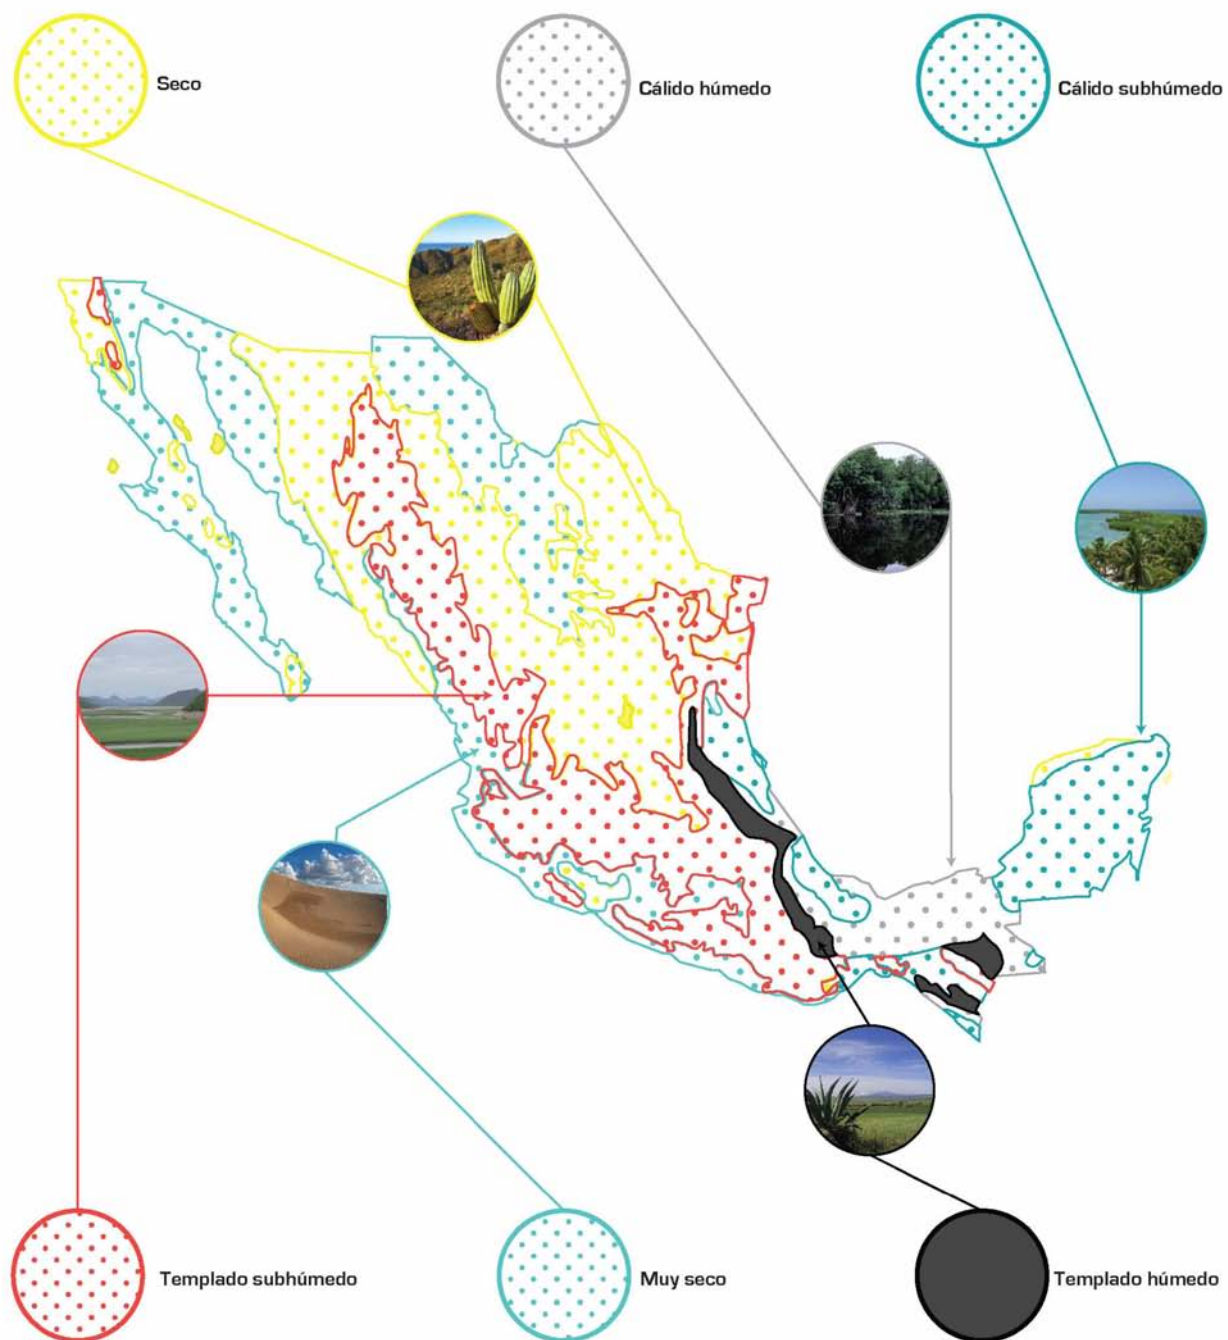 Seco
Cálido húmedo
Cálido subhúmedo
Templado subhúmedo
Muy seco
Templado húmedo